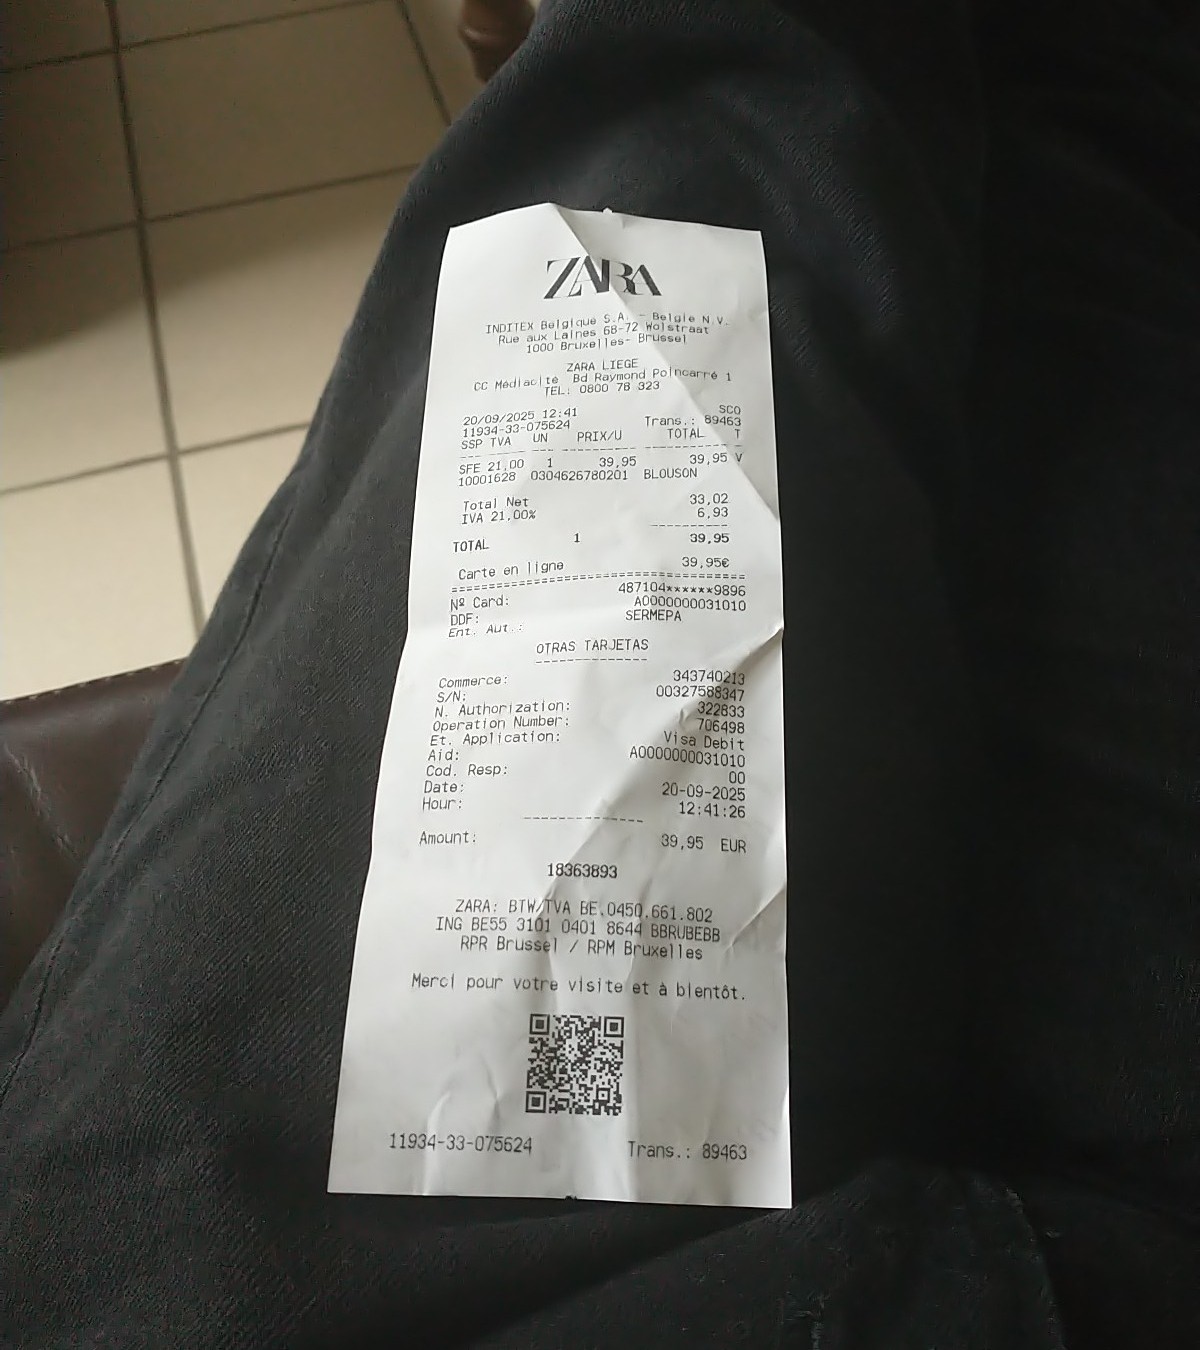 ZARA
INDITEX Belgique S.A. - Belgie N.V.
Rue aux Laines 68-72 Wolstraat
1000 Bruxelles- Brussel
ZARA LIEGE
CC Médiacité Bd Raymond Poincarré 1
TEL: 0800 78 323
SCO
20/09/2025 12:41
11934-33-075624 Trans.: 89463
SSP TVA UN PRIX/U TOTAL T
SFE 21,00 1 39,95 39,95 V
10001628 0304626780201 BLOUSON
Total Net 33,02
IVA 21,00% 6,93
TOTAL 1 39,95
Carte en ligne 39,95€
Nº Card: 487104******9896
DDF: A0000000031010
Ent. Aut.: SERMEPA
OTRAS TARJETAS
Commerce: 343740213
S/N: 00327588347
N. Authorization: 322833
Operation Number: 706498
Et. Application: Visa Debit
Aid: A0000000031010
Cod. Resp: 00
Date: 20-09-2025
Hour: 12:41:26
Amount: 39,95 EUR
18363893
ZARA: BTW/TVA BE.0450.661.802
ING BE55 3101 0401 8644 BBRUBEBB
RPR Brussel / RPM Bruxelles
Merci pour votre visite et à bientôt.
11934-33-075624 Trans.: 89463